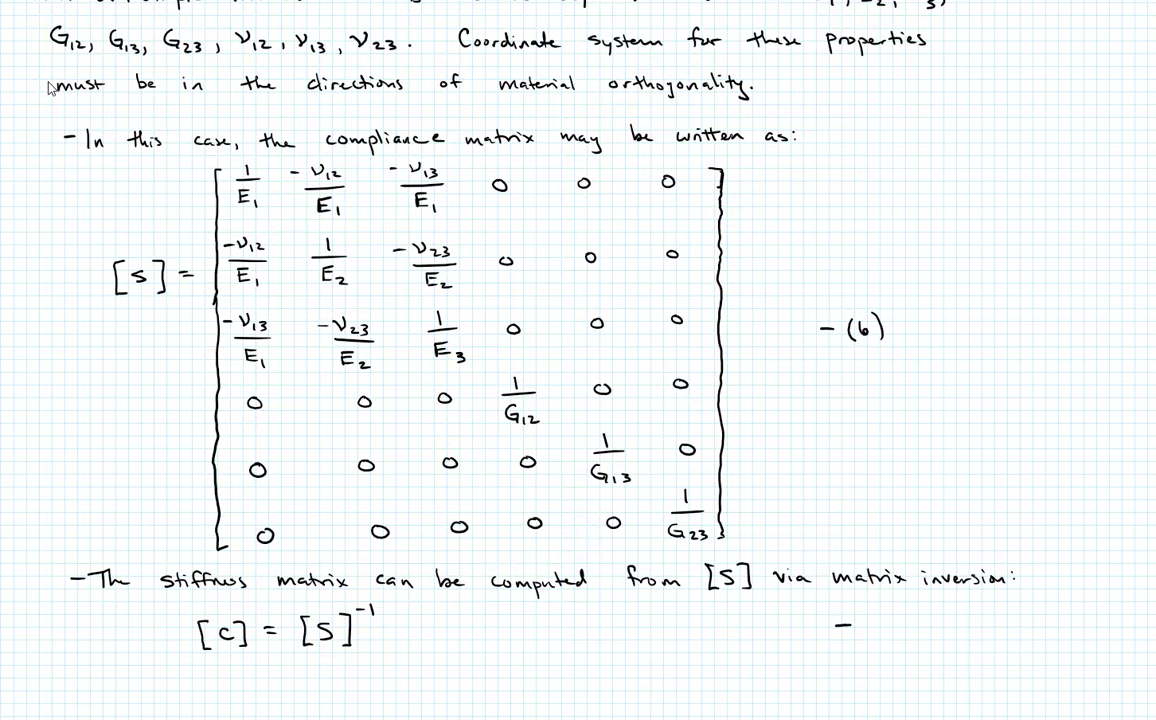 G₁₂, G₁₃, G₂₃, ν₁₂, ν₁₃, ν₂₃. Coordinate system for these properties
must be in the directions of material orthogonality.
- In this case, the compliance matrix may be written as:
[S] = [ 1/E₁ -ν₁₂/E₁ -ν₁₃/E₁ 0 0 0
-ν₁₂/E₁ 1/E₂ -ν₂₃/E₂ 0 0 0
-ν₁₃/E₁ -ν₂₃/E₂ 1/E₃ 0 0 0
0 0 0 1/G₁₂ 0 0
0 0 0 0 1/G₁₃ 0
0 0 0 0 0 1/G₂₃ ] - (6)
- The stiffness matrix can be computed from [S] via matrix inversion:
[C] = [S]⁻¹ -